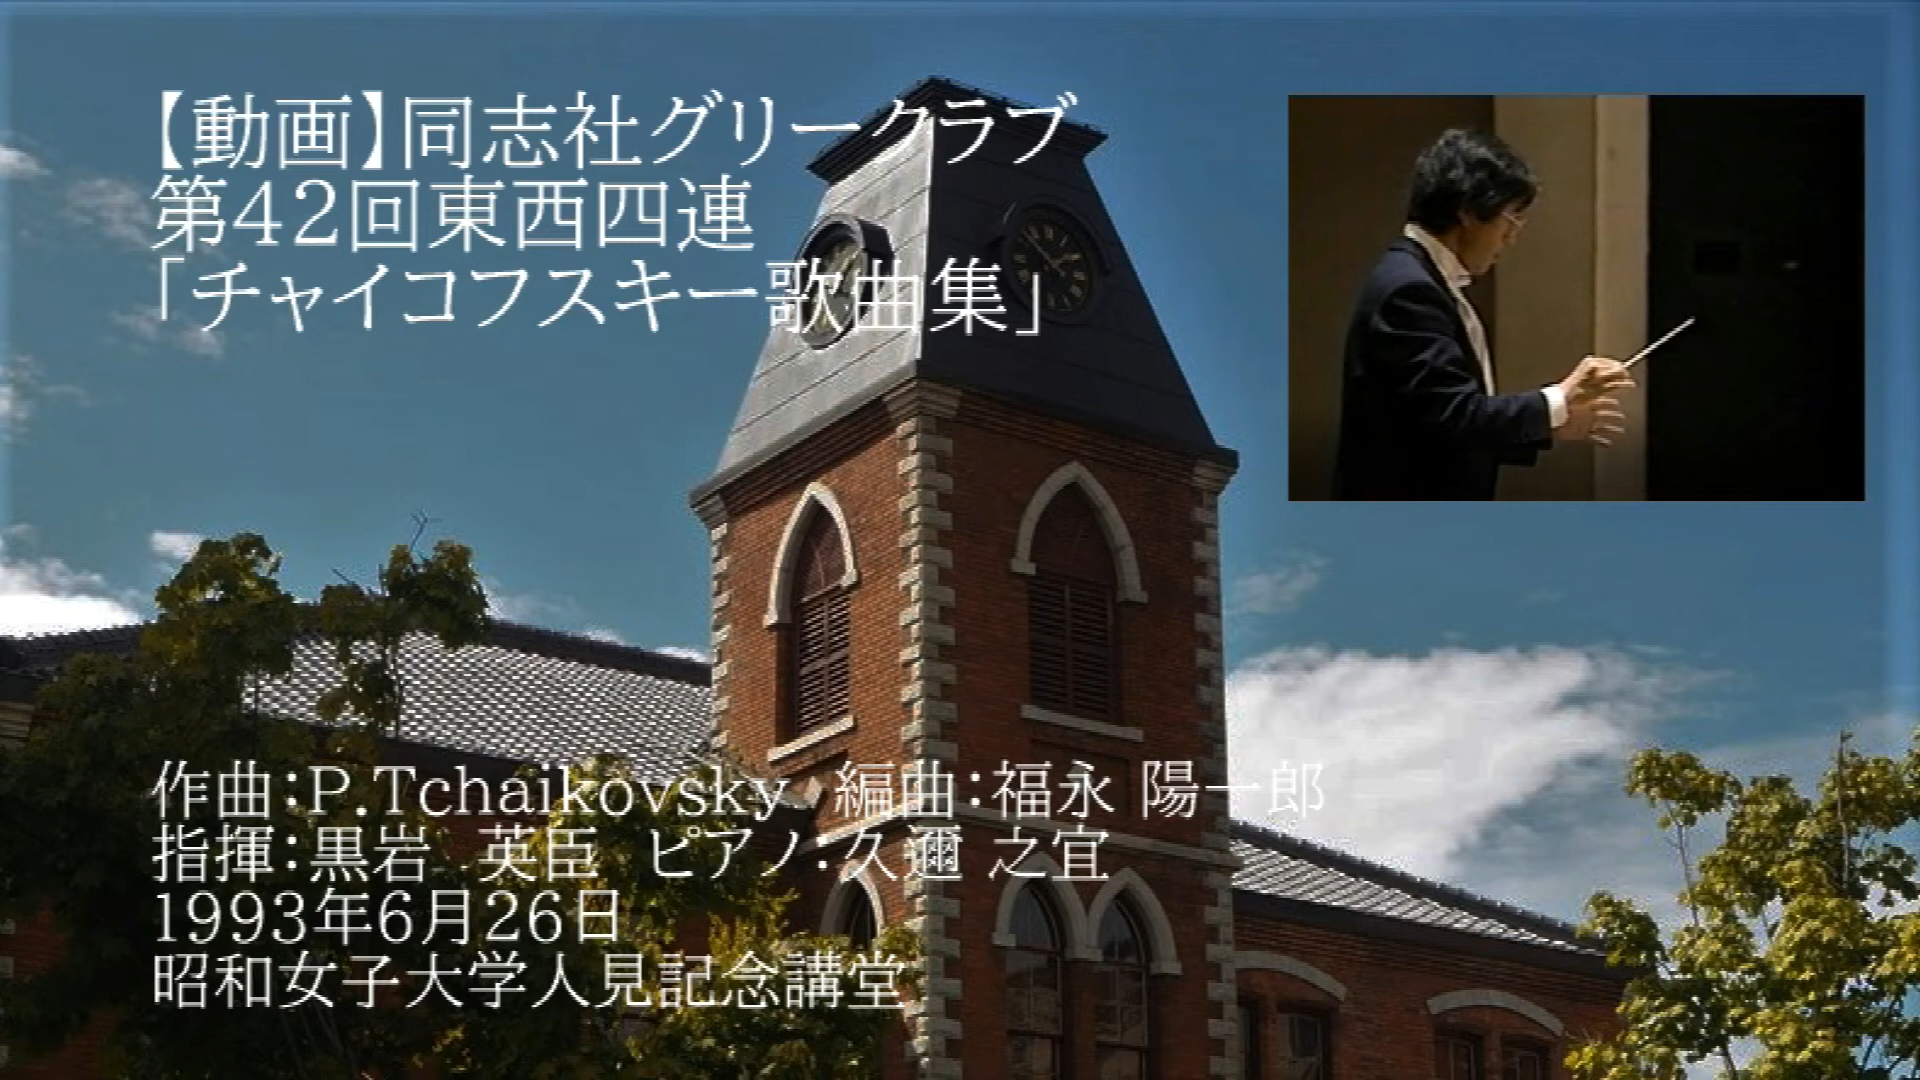 【動画】同志社グリークラブ
第42回東西四連
「チャイコフスキー歌曲集」
作曲：P.Tchaikovsky　編曲：福永 陽一郎
指揮：黒岩　英臣　ピアノ：久邇 之宜
1993年6月26日
昭和女子大学人見記念講堂